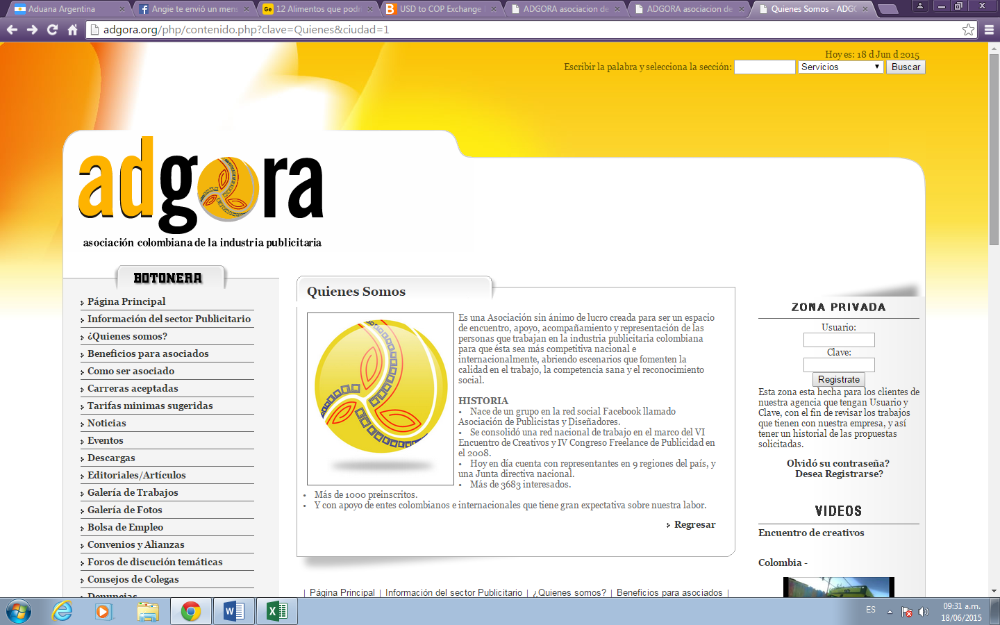 Aduana Argentina
Angie te envió un mens
12 Alimentos que podr
USD to COP Exchange
ADGORA asociacion de
ADGORA asociacion de
Quienes Somos - ADGO
adgora.org/php/contenido.php?clave=Quienes&ciudad=1
Hoy es: 18 d Jun d 2015
Escribir la palabra y selecciona la sección: Servicios Buscar
adgora
asociación colombiana de la industria publicitaria
BOTONERA
Página Principal
Información del sector Publicitario
¿Quienes somos?
Beneficios para asociados
Como ser asociado
Carreras aceptadas
Tarifas minimas sugeridas
Noticias
Eventos
Descargas
Editoriales/Artículos
Galería de Trabajos
Galería de Fotos
Bolsa de Empleo
Convenios y Alianzas
Foros de discución temáticas
Consejos de Colegas
Denuncias
Quienes Somos
Es una Asociación sin ánimo de lucro creada para ser un espacio
de encuentro, apoyo, acompañamiento y representación de las
personas que trabajan en la industria publicitaria colombiana
para que ésta sea más competitiva nacional e
internacionalmente, abriendo escenarios que fomenten la
calidad en el trabajo, la competencia sana y el reconocimiento
social.
HISTORIA
• Nace de un grupo en la red social Facebook llamado
Asociación de Publicistas y Diseñadores.
• Se consolidó una red nacional de trabajo en el marco del VI
Encuentro de Creativos y IV Congreso Freelance de Publicidad en
el 2008.
• Hoy en día cuenta con representantes en 9 regiones del país, y
una Junta directiva nacional.
• Más de 3683 interesados.
• Más de 1000 preinscritos.
• Y con apoyo de entes colombianos e internacionales que tiene gran expectativa sobre nuestra labor.
Regresar
| Página Principal | Información del sector Publicitario | ¿Quienes somos? | Beneficios para asociados |
ZONA PRIVADA
Usuario:
Clave:
Registrate
Esta zona esta hecha para los clientes de
nuestra agencia que tengan Usuario y
Clave, con el fin de revisar los trabajos
que tienen con nuestra empresa, y así
tener un historial de las propuestas
solicitadas.
Olvidó su contraseña?
Desea Registrarse?
VIDEOS
Encuentro de creativos
Colombia -
ES
09:31 a.m.
18/06/2015